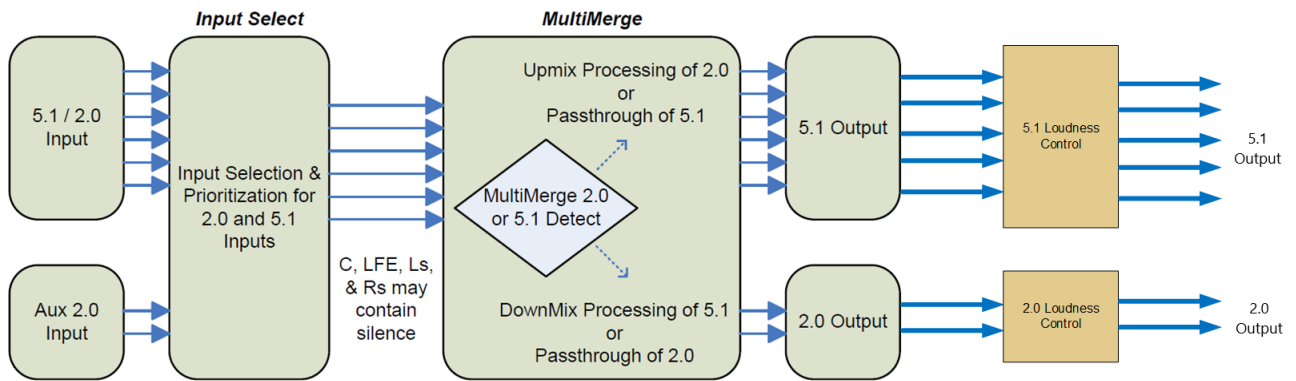 Input Select
MultiMerge
5.1 / 2.0
Input
Aux 2.0
Input
Input Selection &
Prioritization for
2.0 and 5.1
Inputs
C, LFE, Ls,
& Rs may
contain
silence
Upmix Processing of 2.0
or
Passthrough of 5.1
MultiMerge 2.0
or 5.1 Detect
DownMix Processing of 5.1
or
Passthrough of 2.0
5.1 Output
2.0 Output
5.1 Loudness
Control
2.0 Loudness
Control
5.1
Output
2.0
Output